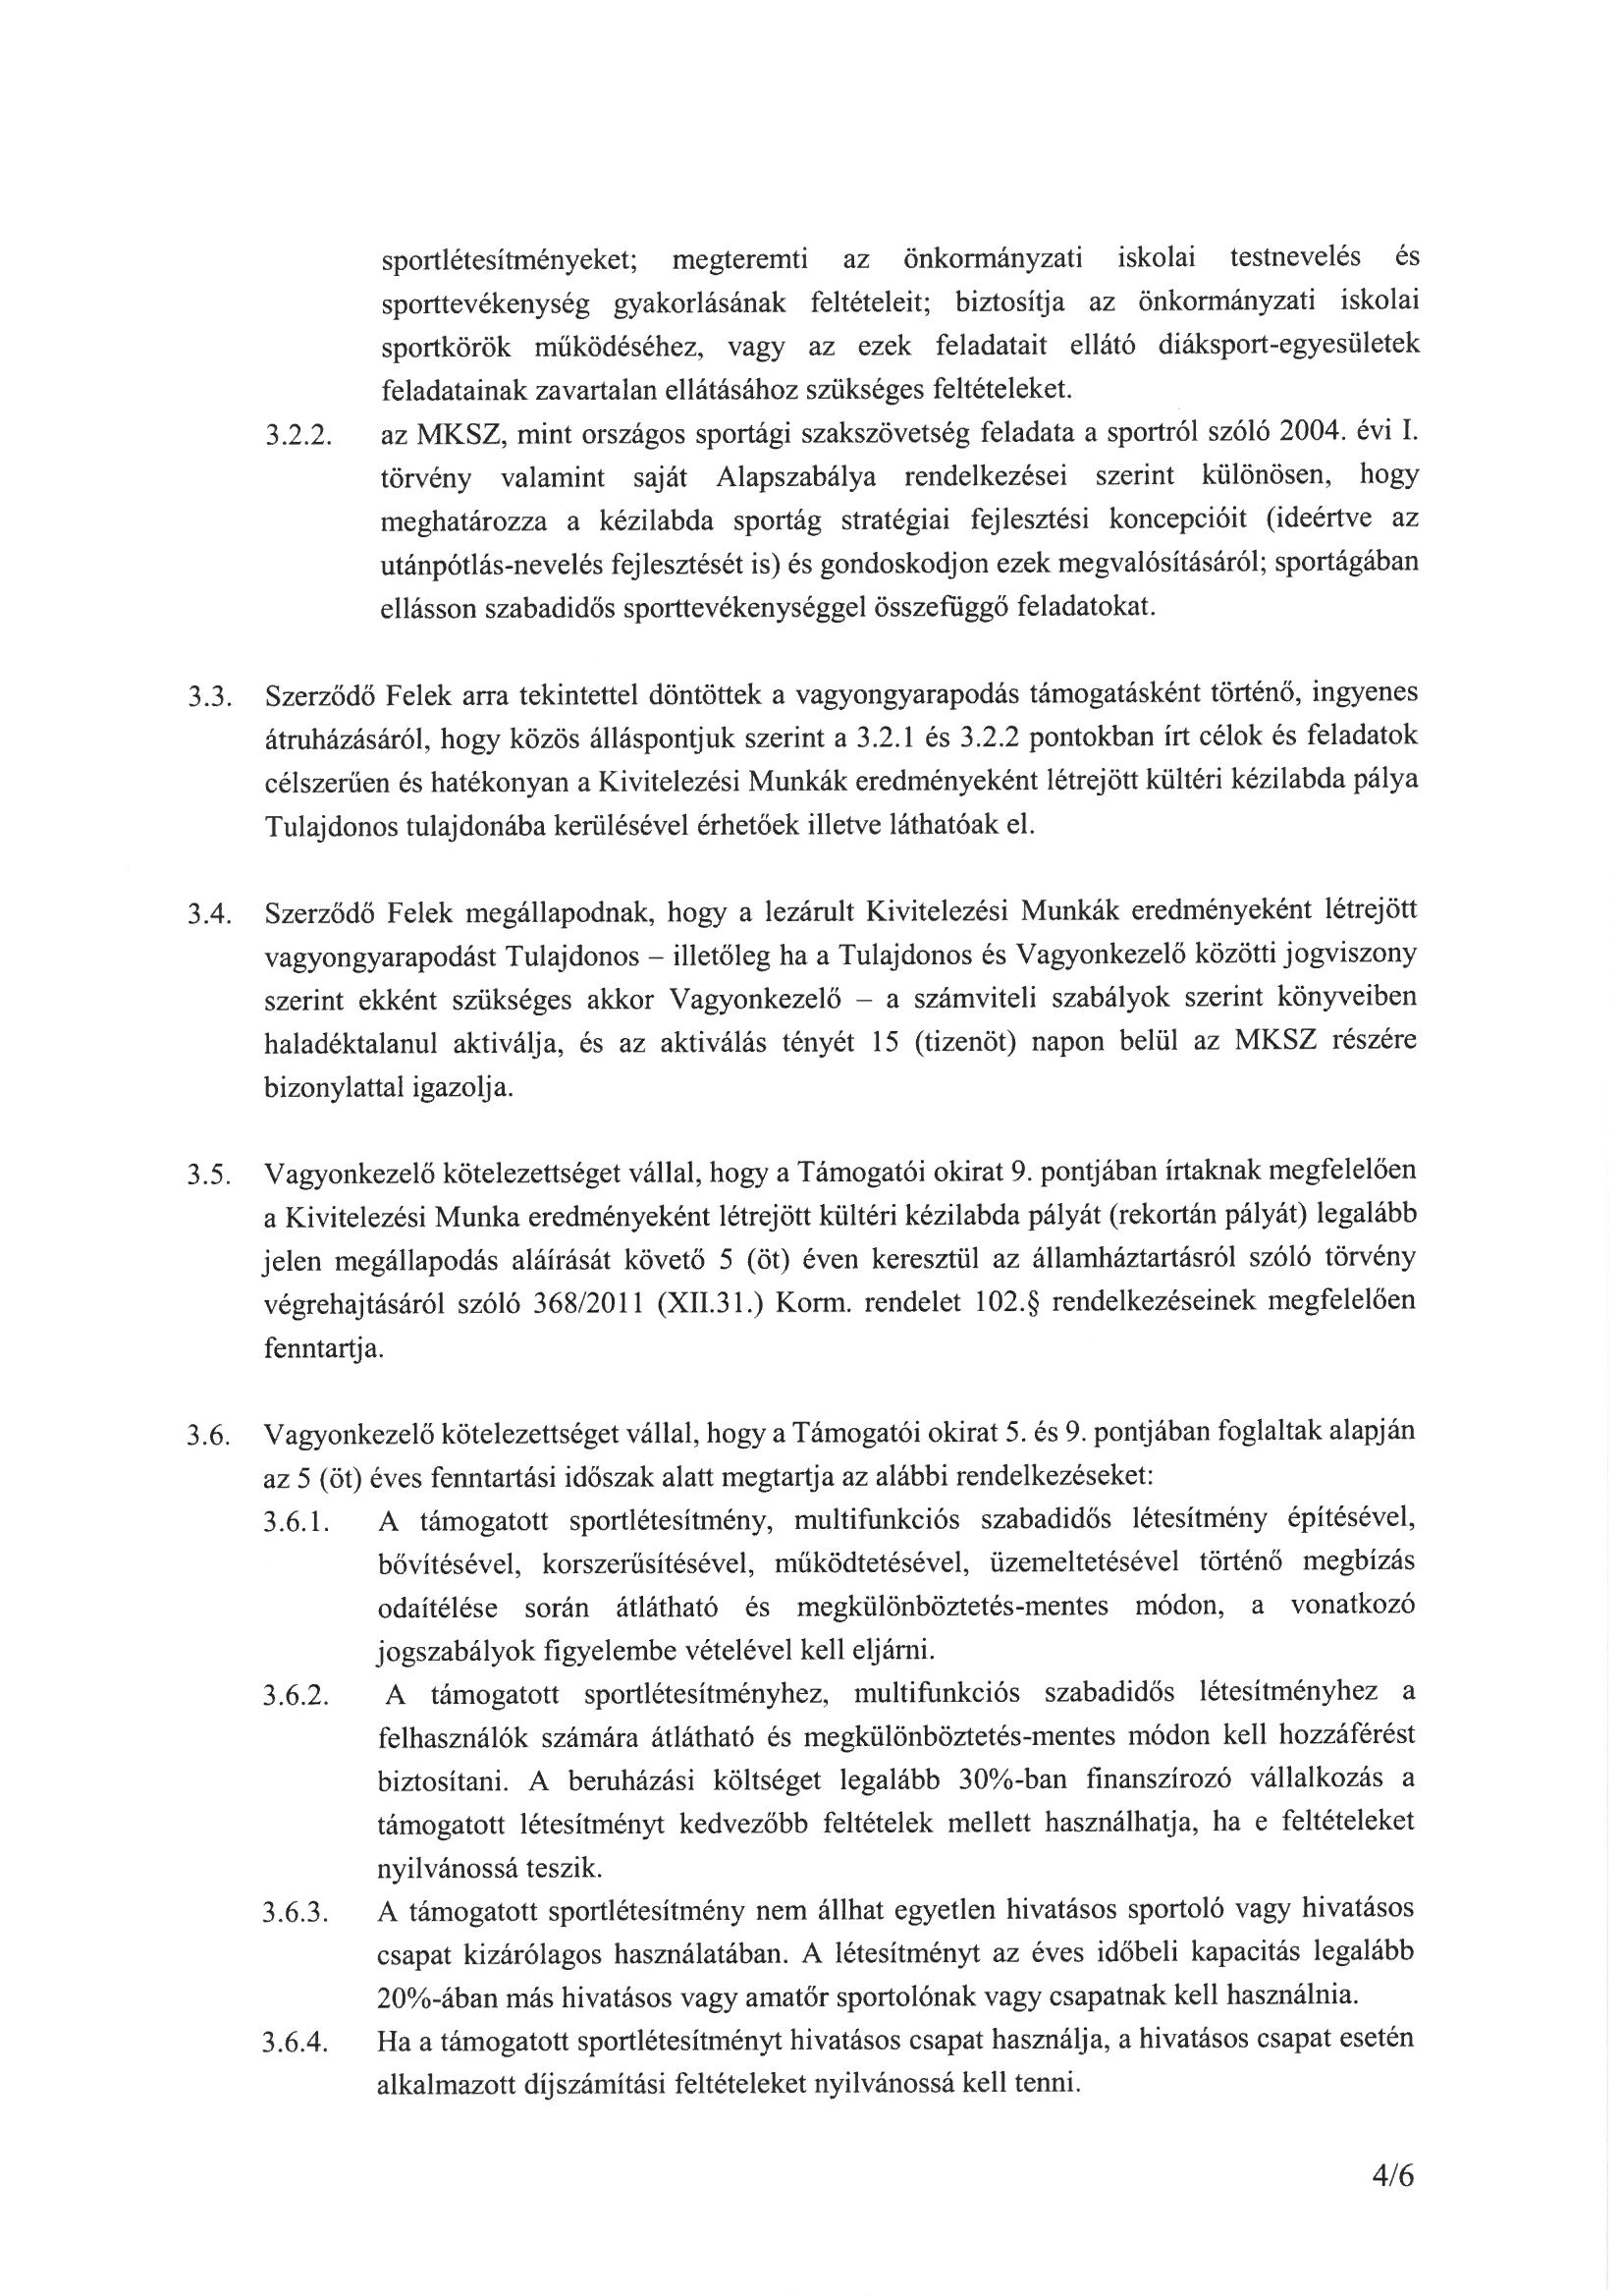 sportlétesítményeket; megteremti az önkormányzati iskolai testnevelés és
sporttevékenység gyakorlásának feltételeit; biztosítja az önkormányzati iskolai
sportkörök működéséhez, vagy az ezek feladatait ellátó diáksport-egyesületek
feladatainak zavartalan ellátásához szükséges feltételeket.
3.2.2. az MKSZ, mint országos sportági szakszövetség feladata a sportról szóló 2004. évi I.
törvény valamint saját Alapszabálya rendelkezései szerint különösen, hogy
meghatározza a kézilabda sportág stratégiai fejlesztési koncepcióit (ideértve az
utánpótlás-nevelés fejlesztését is) és gondoskodjon ezek megvalósításáról; sportágában
ellásson szabadidős sporttevékenységgel összefüggő feladatokat.
3.3. Szerződő Felek arra tekintettel döntöttek a vagyongyarapodás támogatásként történő, ingyenes
átruházásáról, hogy közös álláspontjuk szerint a 3.2.1 és 3.2.2 pontokban írt célok és feladatok
célszerűen és hatékonyan a Kivitelezési Munkák eredményeként létrejött kültéri kézilabda pálya
Tulajdonos tulajdonába kerülésével érhetőek illetve láthatóak el.
3.4. Szerződő Felek megállapodnak, hogy a lezárult Kivitelezési Munkák eredményeként létrejött
vagyongyarapodást Tulajdonos – illetőleg ha a Tulajdonos és Vagyonkezelő közötti jogviszony
szerint ekként szükséges akkor Vagyonkezelő – a számviteli szabályok szerint könyveiben
haladéktalanul aktiválja, és az aktiválás tényét 15 (tizenöt) napon belül az MKSZ részére
bizonylattal igazolja.
3.5. Vagyonkezelő kötelezettséget vállal, hogy a Támogatói okirat 9. pontjában írtaknak megfelelően
a Kivitelezési Munka eredményeként létrejött kültéri kézilabda pályát (rekortán pályát) legalább
jelen megállapodás aláírását követő 5 (öt) éven keresztül az államháztartásról szóló törvény
végrehajtásáról szóló 368/2011 (XII.31.) Korm. rendelet 102.§ rendelkezéseinek megfelelően
fenntartja.
3.6. Vagyonkezelő kötelezettséget vállal, hogy a Támogatói okirat 5. és 9. pontjában foglaltak alapján
az 5 (öt) éves fenntartási időszak alatt megtartja az alábbi rendelkezéseket:
3.6.1. A támogatott sportlétesítmény, multifunkciós szabadidős létesítmény építésével,
bővítésével, korszerűsítésével, működtetésével, üzemeltetésével történő megbízás
odaítélése során átlátható és megkülönböztetés-mentes módon, a vonatkozó
jogszabályok figyelembe vételével kell eljárni.
3.6.2. A támogatott sportlétesítményhez, multifunkciós szabadidős létesítményhez a
felhasználók számára átlátható és megkülönböztetés-mentes módon kell hozzáférést
biztosítani. A beruházási költséget legalább 30%-ban finanszírozó vállalkozás a
támogatott létesítményt kedvezőbb feltételek mellett használhatja, ha e feltételeket
nyilvánossá teszik.
3.6.3. A támogatott sportlétesítmény nem állhat egyetlen hivatásos sportoló vagy hivatásos
csapat kizárólagos használatában. A létesítményt az éves időbeli kapacitás legalább
20%-ában más hivatásos vagy amatőr sportolónak vagy csapatnak kell használnia.
3.6.4. Ha a támogatott sportlétesítményt hivatásos csapat használja, a hivatásos csapat esetén
alkalmazott díjszámítási feltételeket nyilvánossá kell tenni.
4/6